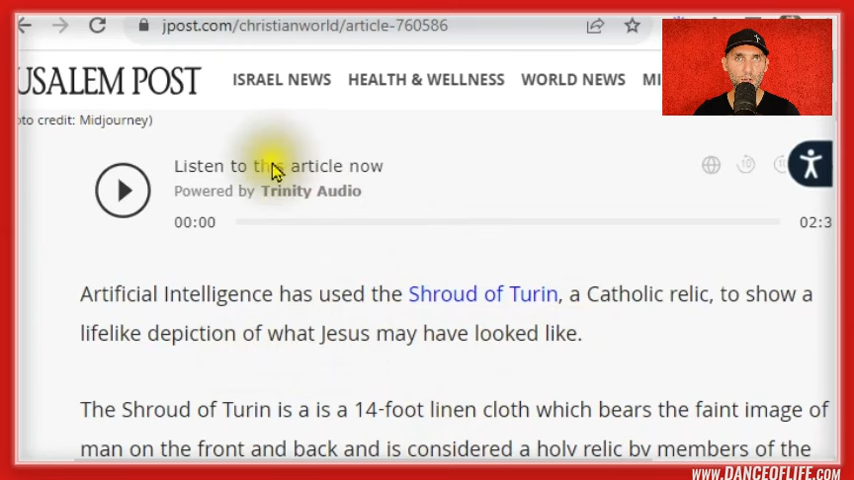 jpost.com/christianworld/article-760586
USALEM POST ISRAEL NEWS HEALTH & WELLNESS WORLD NEWS MI
oto credit: Midjourney)
Listen to this article now
Powered by Trinity Audio
00:00 02:3
Artificial Intelligence has used the Shroud of Turin, a Catholic relic, to show a
lifelike depiction of what Jesus may have looked like.
The Shroud of Turin is a is a 14-foot linen cloth which bears the faint image of
man on the front and back and is considered a holy relic by members of the
WWW.DANCEOFLIFE.COM